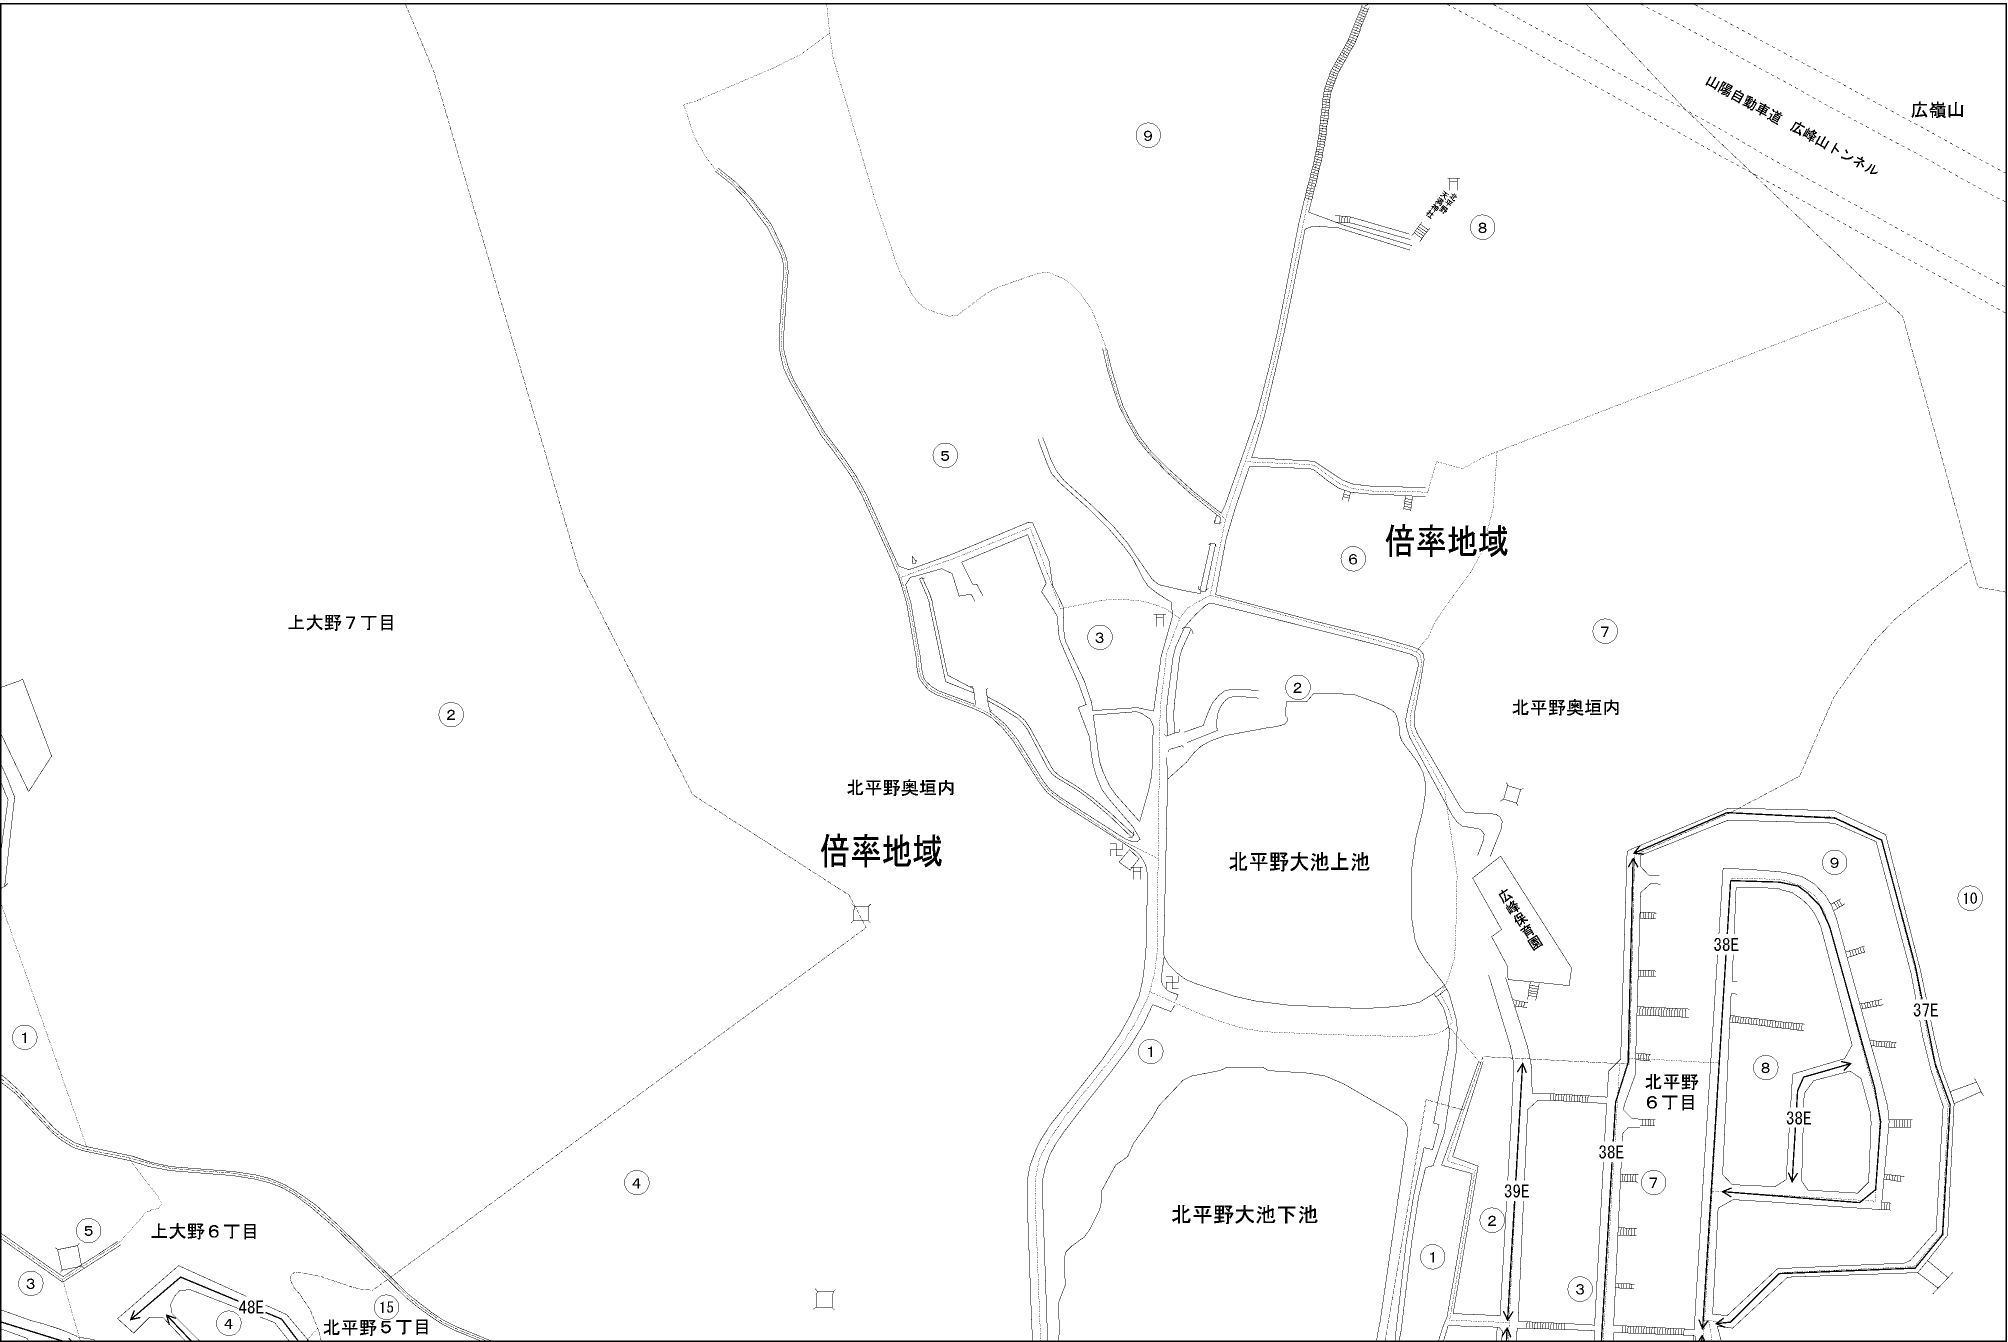 広嶺山
山陽自動車道 広峰山トンネル
⑨
⑧
⑤
倍率地域
⑥
上大野７丁目
③
⑦
②
②
北平野奥垣内
北平野奥垣内
倍率地域
北平野大池上池
⑨
広峰保育園
⑩
38E
37E
①
①
⑧
北平野
６丁目
38E
38E
④
⑦
39E
北平野大池下池
②
⑤
上大野６丁目
①
③
③
48E
⑮
④
北平野５丁目